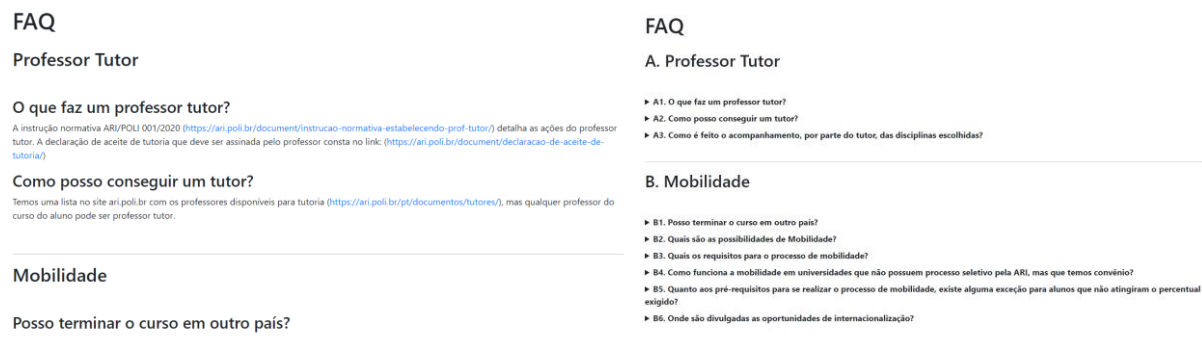 FAQ
Professor Tutor
O que faz um professor tutor?
A instrução normativa ARI/POLI 001/2020 (https://ari.poli.br/document/instrucao-normativa-estabelecendo-prof-tutor/) detalha as ações do professor
tutor. A declaração de aceite de tutoria que deve ser assinada pelo professor consta no link: (https://ari.poli.br/document/declaracao-de-aceite-de-
tutoria/)
Como posso conseguir um tutor?
Temos uma lista no site ari.poli.br com os professores disponíveis para tutoria (https://ari.poli.br/pt/documentos/tutores/), mas qualquer professor do
curso do aluno pode ser professor tutor.
Mobilidade
Posso terminar o curso em outro país?
FAQ
A. Professor Tutor
▶ A1. O que faz um professor tutor?
▶ A2. Como posso conseguir um tutor?
▶ A3. Como é feito o acompanhamento, por parte do tutor, das disciplinas escolhidas?
B. Mobilidade
▶ B1. Posso terminar o curso em outro país?
▶ B2. Quais são as possibilidades de Mobilidade?
▶ B3. Quais os requisitos para o processo de mobilidade?
▶ B4. Como funciona a mobilidade em universidades que não possuem processo seletivo pela ARI, mas que temos convênio?
▶ B5. Quanto aos pré-requisitos para se realizar o processo de mobilidade, existe alguma exceção para alunos que não atingiram o percentual
exigido?
▶ B6. Onde são divulgadas as oportunidades de internacionalização?